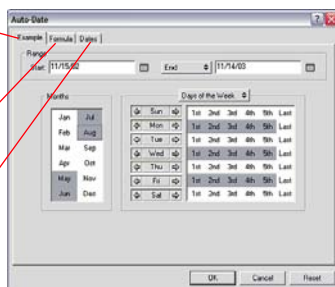 Auto-Date
Example Formula Dates
Range
Start: 11/15/02 End 11/14/03
Months Days of the Week
Jan Jul
Feb Aug
Mar Sep
Apr Oct
May Nov
Jun Dec
Sun 1st 2nd 3rd 4th 5th Last
Mon 1st 2nd 3rd 4th 5th Last
Tue 1st 2nd 3rd 4th 5th Last
Wed 1st 2nd 3rd 4th 5th Last
Thu 1st 2nd 3rd 4th 5th Last
Fri 1st 2nd 3rd 4th 5th Last
Sat 1st 2nd 3rd 4th 5th Last
OK Cancel Reset